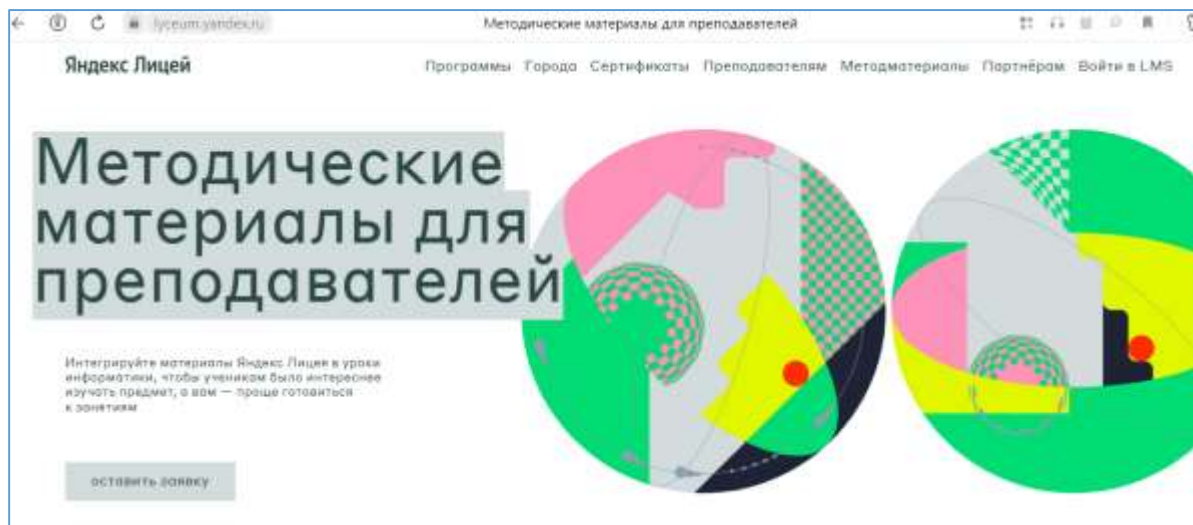 lyceum.yandex.ru
Методические материалы для преподавателей
Яндекс Лицей
Программы Города Сертификаты Преподавателям Методматериалы Партнёрам Войти в LMS
Методические
материалы для
преподавателей
Интегрируйте материалы Яндекс Лицея в уроки
информатики, чтобы ученикам было интереснее
изучать предмет, а вам — проще готовиться
к занятиям
оставить заявку